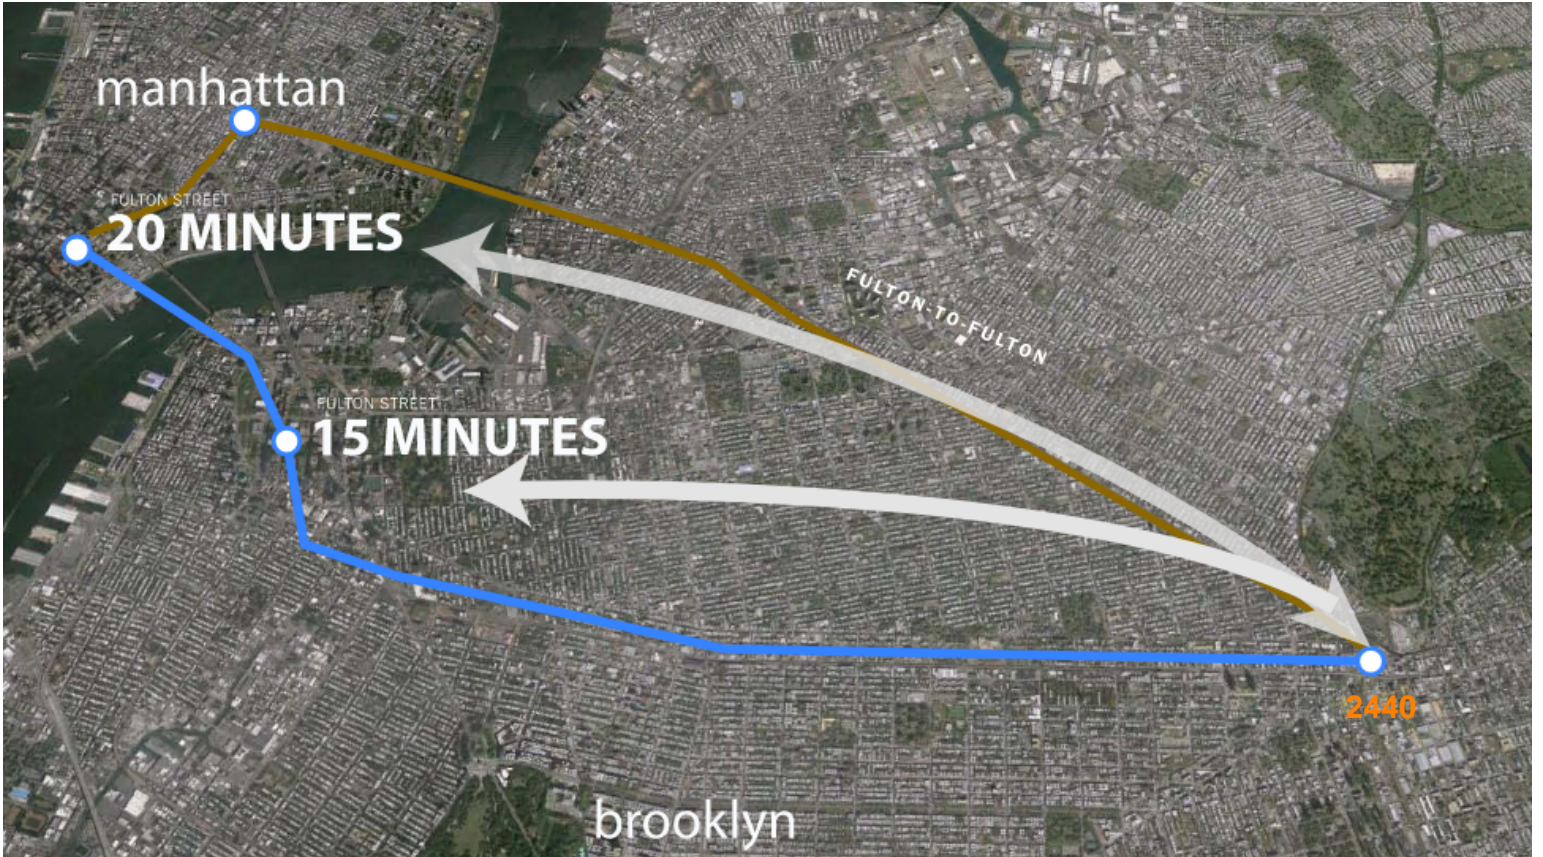 manhattan
FULTON STREET
20 MINUTES
FULTON-TO-FULTON
FULTON STREET
15 MINUTES
2440
brooklyn